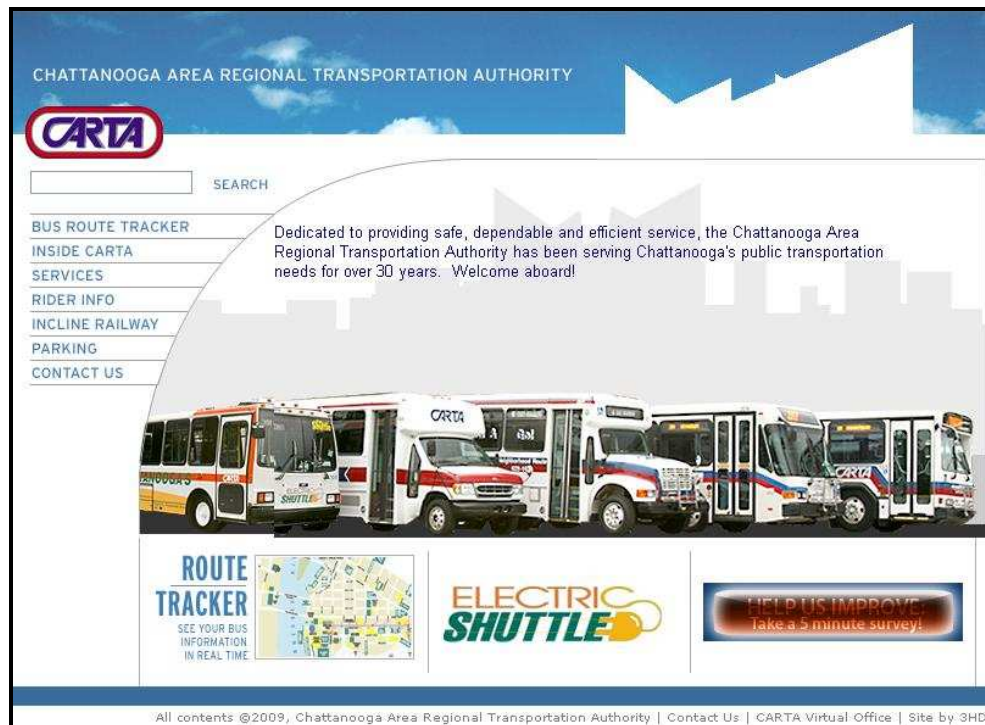 CHATTANOOGA AREA REGIONAL TRANSPORTATION AUTHORITY
CARTA
SEARCH
BUS ROUTE TRACKER
INSIDE CARTA
SERVICES
RIDER INFO
INCLINE RAILWAY
PARKING
CONTACT US
Dedicated to providing safe, dependable and efficient service, the Chattanooga Area
Regional Transportation Authority has been serving Chattanooga's public transportation
needs for over 30 years. Welcome aboard!
CARTA
CARTA
CARTA
ELECTRIC
SHUTTLE
ROUTE
TRACKER
SEE YOUR BUS
INFORMATION
IN REAL TIME
ELECTRIC
SHUTTLE
HELP US IMPROVE:
Take a 5 minute survey!
All contents ©2009, Chattanooga Area Regional Transportation Authority | Contact Us | CARTA Virtual Office | Site by 3HD